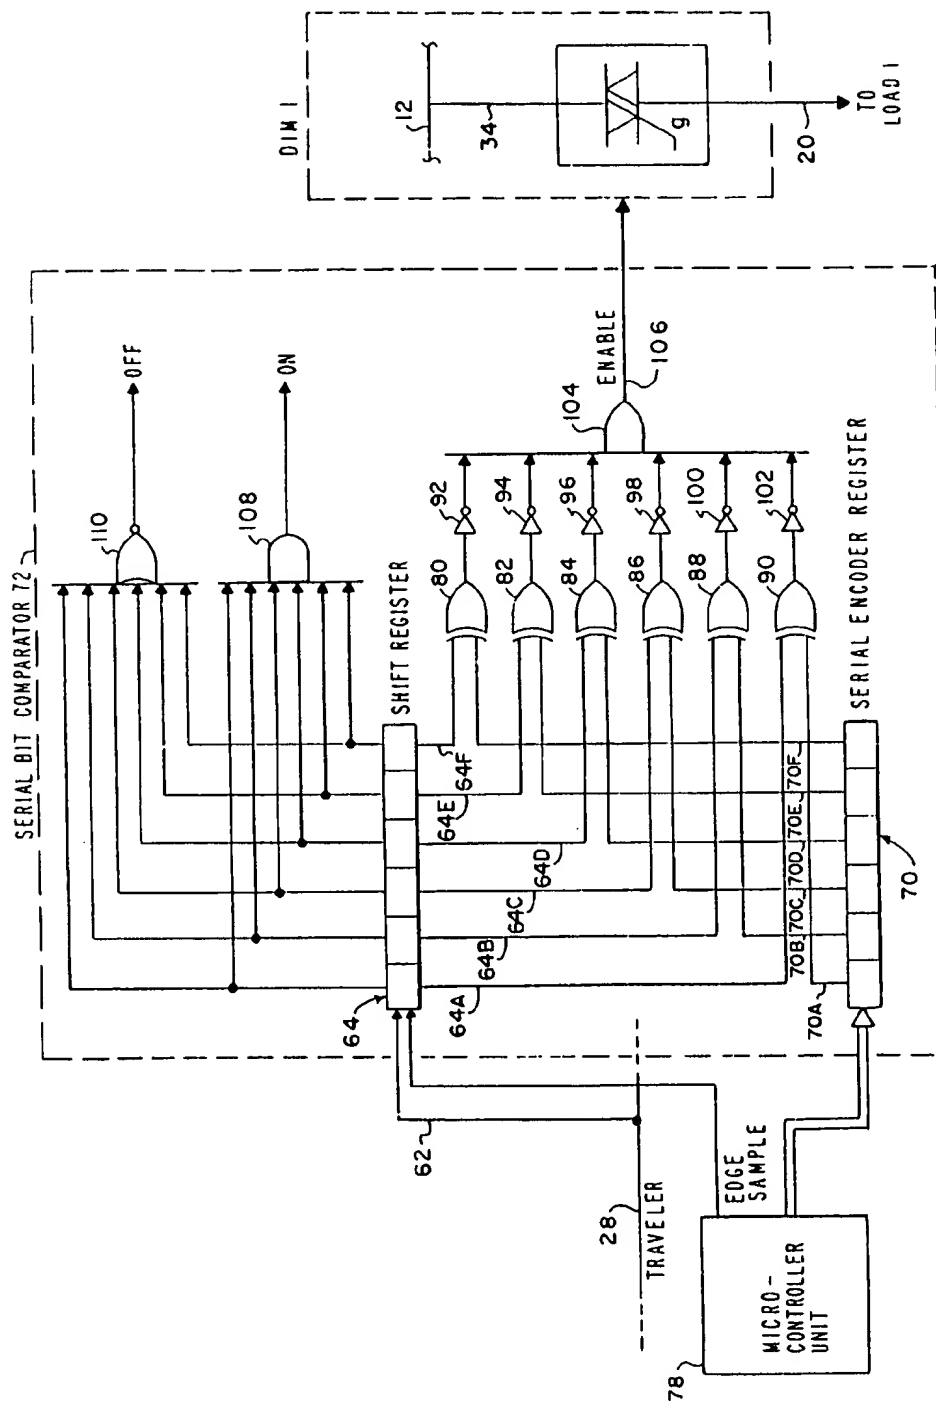 SERIAL BIT COMPARATOR 72
OFF
110
ON
108
DIM 1
12
34
g
20
TO
LOAD 1
ENABLE
104
106
92
94
96
98
100
102
80
82
84
86
88
90
SHIFT REGISTER
64
64A
64B
64C
64D
64E
64F
SERIAL ENCODER REGISTER
70A
70B
70C
70D
70E
70F
70
62
28
TRAVELER
EDGE
SAMPLE
MICRO-
CONTROLLER
UNIT
78